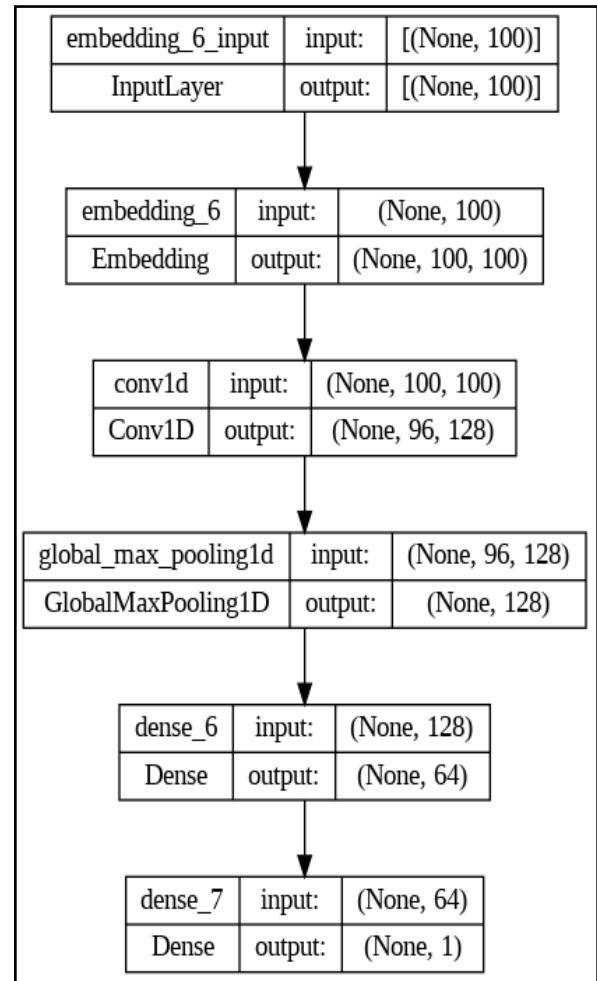 embedding_6_input input: [(None, 100)]
InputLayer output: [(None, 100)]
embedding_6 input: (None, 100)
Embedding output: (None, 100, 100)
conv1d input: (None, 100, 100)
Conv1D output: (None, 96, 128)
global_max_pooling1d input: (None, 96, 128)
GlobalMaxPooling1D output: (None, 128)
dense_6 input: (None, 128)
Dense output: (None, 64)
dense_7 input: (None, 64)
Dense output: (None, 1)